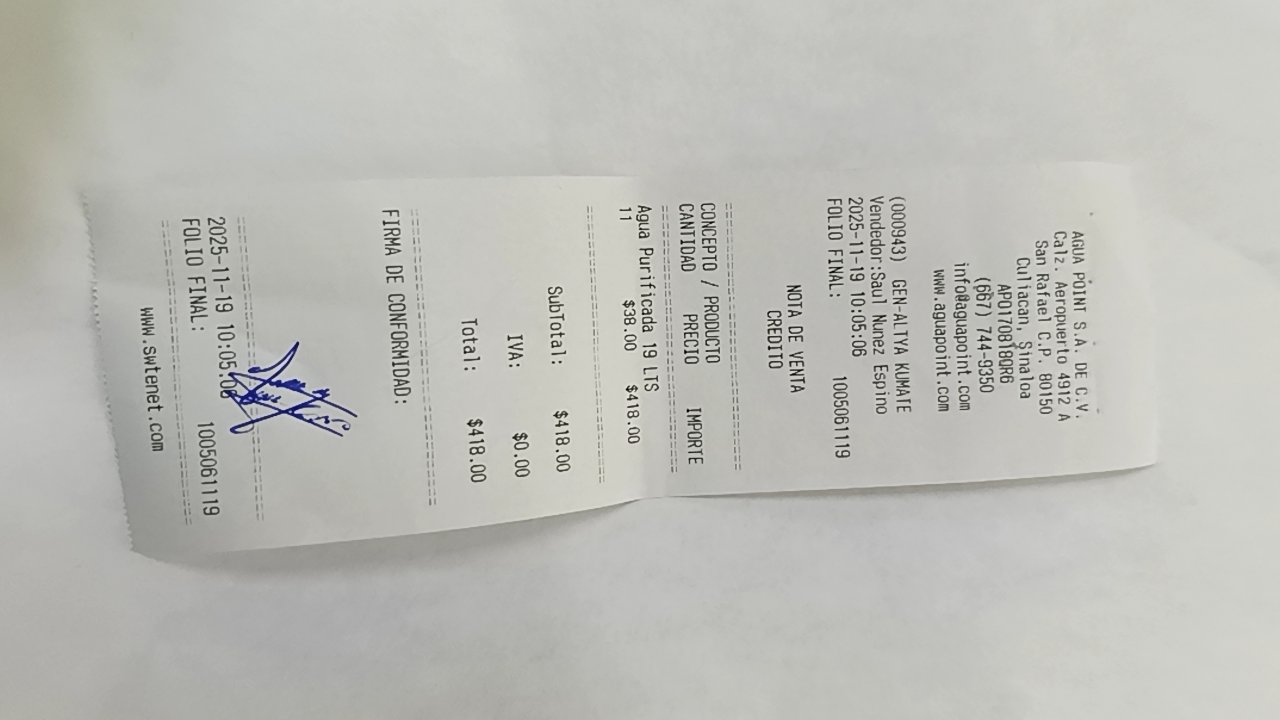 AGUA POINT S.A. DE C.V.
Calz. Aeropuerto 4912 A
San Rafael C.P. 80150
Culiacan, Sinaloa
APO170818QR6
(667) 744-9350
info@aguapoint.com
www.aguapoint.com
(000943) GEN-ALTYA KUMATE
Vendedor:Saul Nunez Espino
2025-11-19 10:05:06
FOLIO FINAL: 1005061119
NOTA DE VENTA
CREDITO
CONCEPTO / PRODUCTO
CANTIDAD PRECIO IMPORTE
Agua Purificada 19 LTS
11 $38.00 $418.00
SubTotal: $418.00
IVA: $0.00
Total: $418.00
FIRMA DE CONFORMIDAD:
2025-11-19 10:05:06
FOLIO FINAL: 1005061119
www.swtenet.com